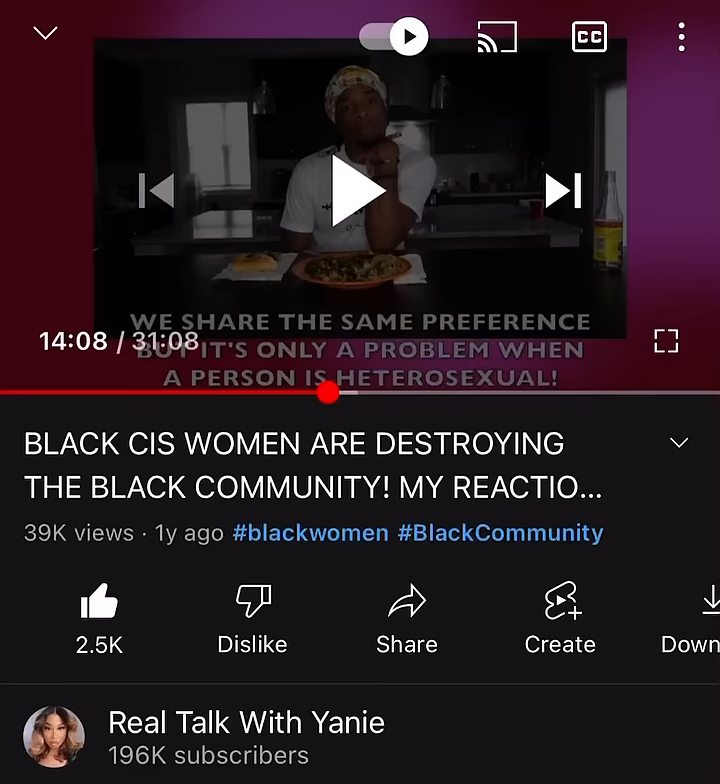 CC
WE SHARE THE SAME PREFERENCE
14:08 / 31:08
BUT IT'S ONLY A PROBLEM WHEN
A PERSON IS HETEROSEXUAL!
BLACK CIS WOMEN ARE DESTROYING
THE BLACK COMMUNITY! MY REACTIO...
39K views · 1y ago #blackwomen #BlackCommunity
2.5K Dislike Share Create Down
Real Talk With Yanie
196K subscribers